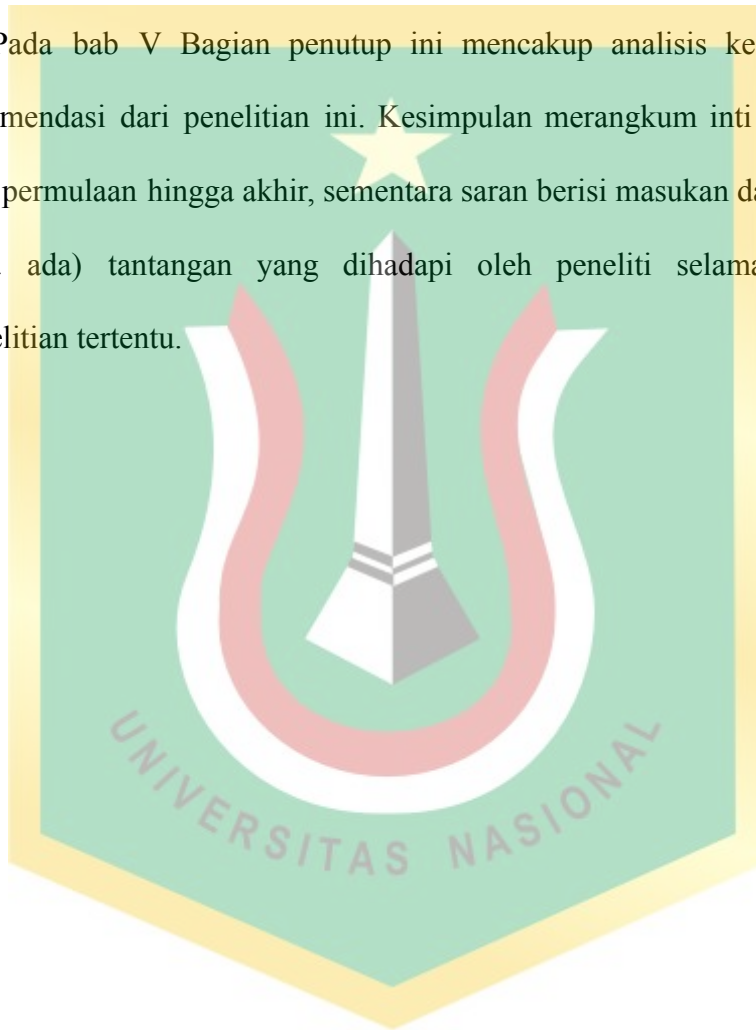 Pada bab V Bagian penutup ini mencakup analisis ke
mendasi dari penelitian ini. Kesimpulan merangkum inti
permulaan hingga akhir, sementara saran berisi masukan da
ada) tantangan yang dihadapi oleh peneliti selama
elitian tertentu.
UNIVERSITAS NASIONAL